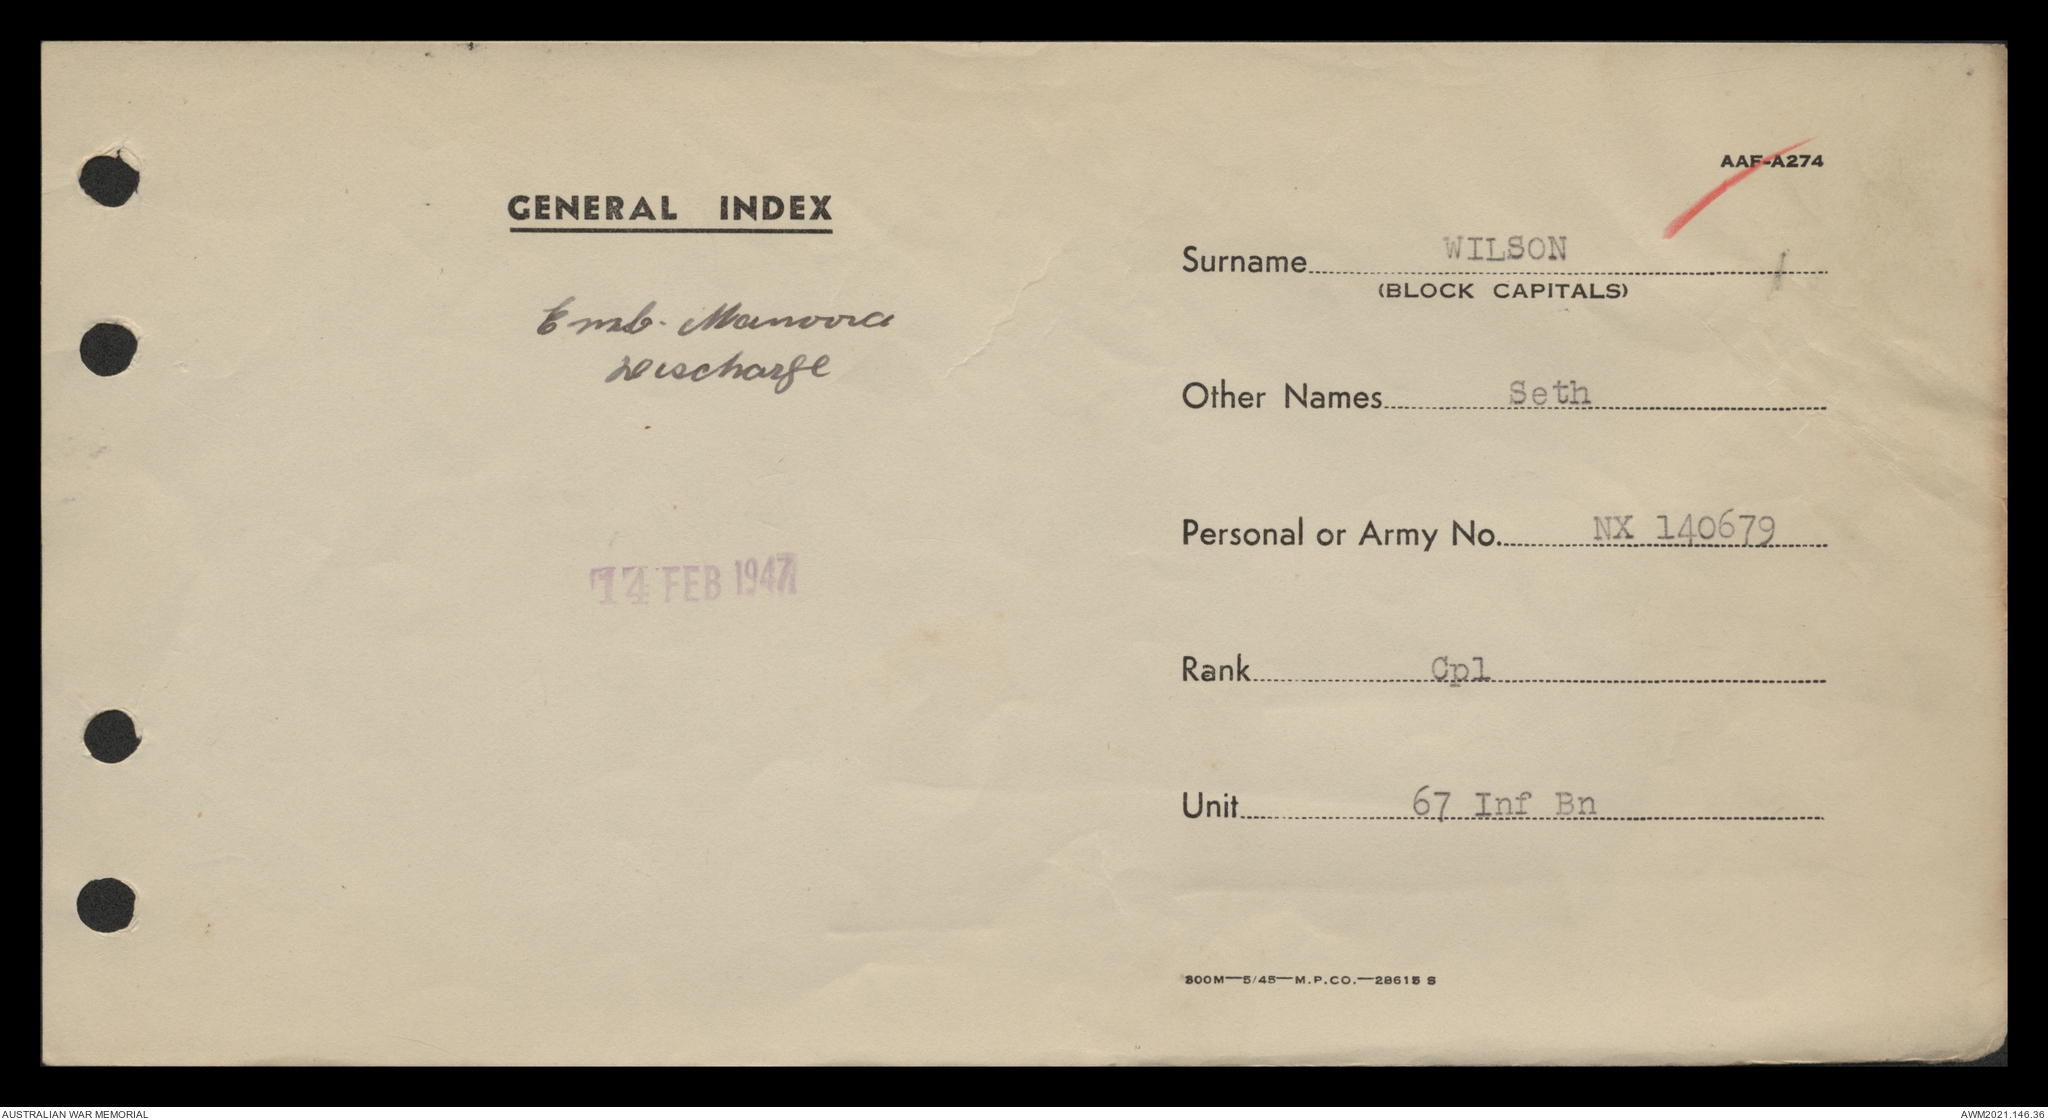 GENERAL INDEX
Emb. Manoora
Discharge
14 FEB 1947
AAF-A274
Surname WILSON
(BLOCK CAPITALS)
Other Names Seth
Personal or Army No. NX 140679
Rank Cpl
Unit 67 Inf Bn
300M—5/45—M.P.CO.—28615 S
AUSTRALIAN WAR MEMORIAL
AWM2021.146.36